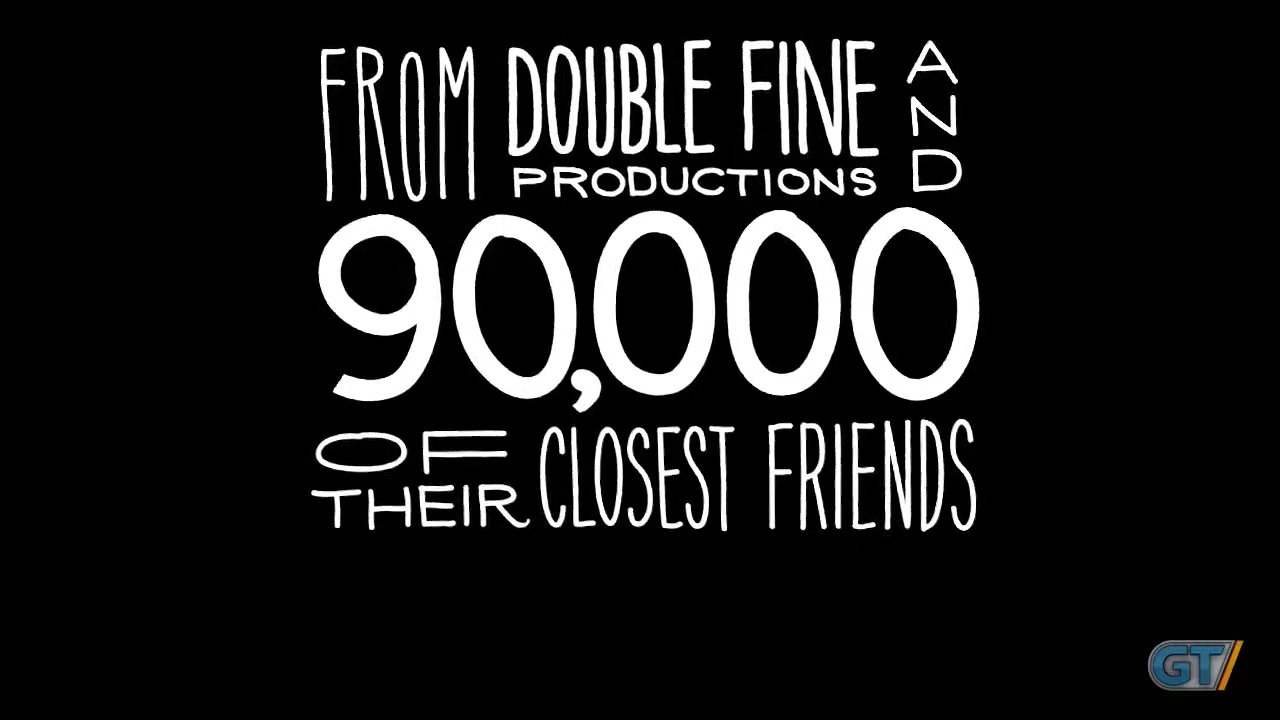 FROM DOUBLE FINE AND
PRODUCTIONS
90,000
OF THEIR CLOSEST FRIENDS
GT